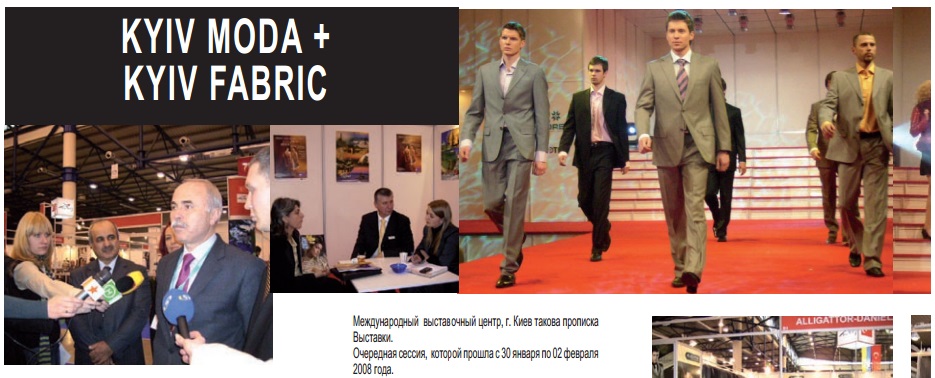 KYIV MODA +
KYIV FABRIC
Международный выставочный центр, г. Киев такова прописка
Выставки.
Очередная сессия, которой прошла с 30 января по 02 февраля
2008 года.
ALLIGATTOR-DANIEL